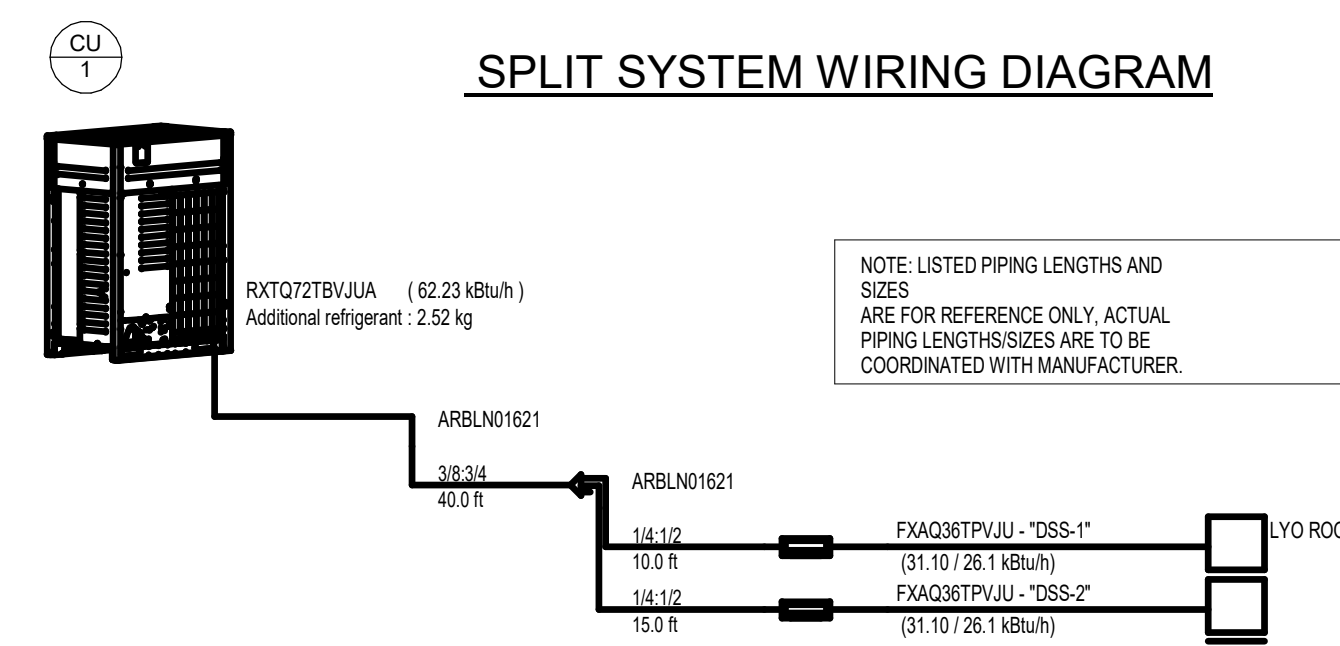 CU
1
SPLIT SYSTEM WIRING DIAGRAM
RXTQ72TBVJUA ( 62.23 kBtu/h )
Additional refrigerant : 2.52 kg
NOTE: LISTED PIPING LENGTHS AND
SIZES
ARE FOR REFERENCE ONLY, ACTUAL
PIPING LENGTHS/SIZES ARE TO BE
COORDINATED WITH MANUFACTURER.
ARBLN01621
3/8:3/4
40.0 ft
ARBLN01621
1/4:1/2
10.0 ft
FXAQ36TPVJU - "DSS-1"
(31.10 / 26.1 kBtu/h)
LYO
1/4:1/2
15.0 ft
FXAQ36TPVJU - "DSS-2"
(31.10 / 26.1 kBtu/h)